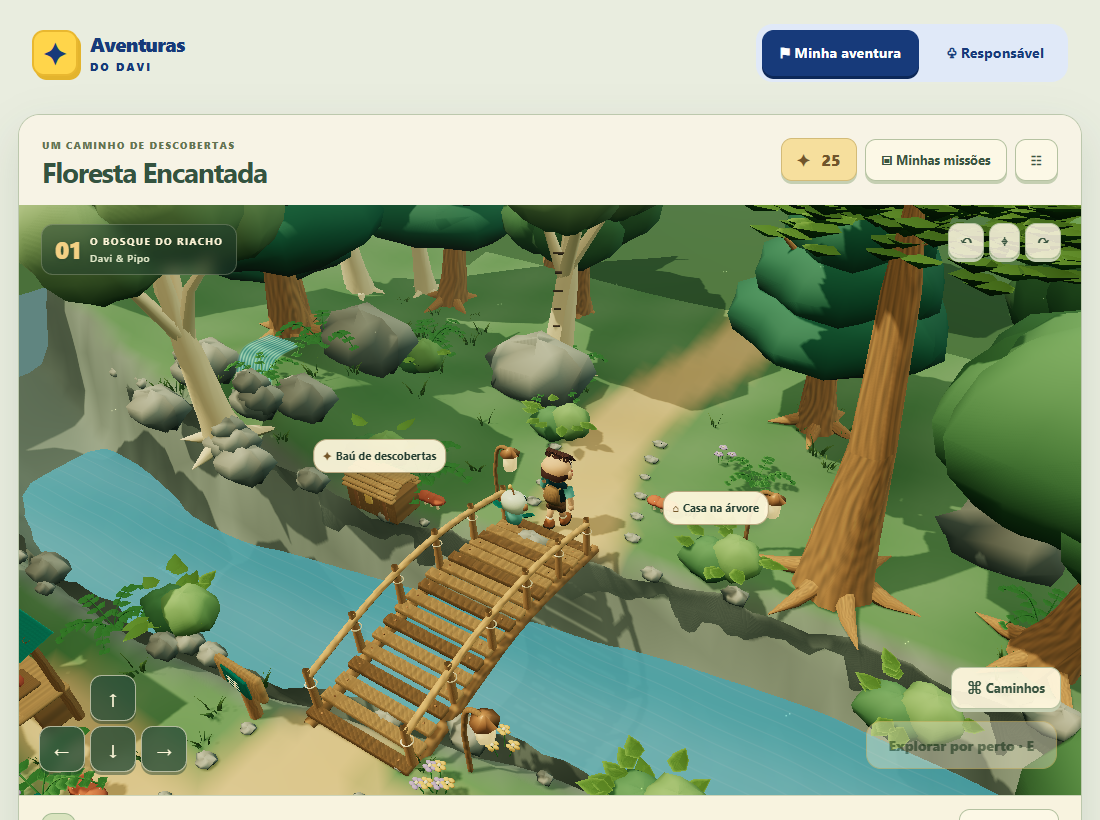 Aventuras
DO DAVI
Minha aventura
Responsável
UM CAMINHO DE DESCOBERTAS
Floresta Encantada
25
Minhas missões
01
O BOSQUE DO RIACHO
Davi & Pipo
Baú de descobertas
Casa na árvore
Caminhos
Explorar por perto · E